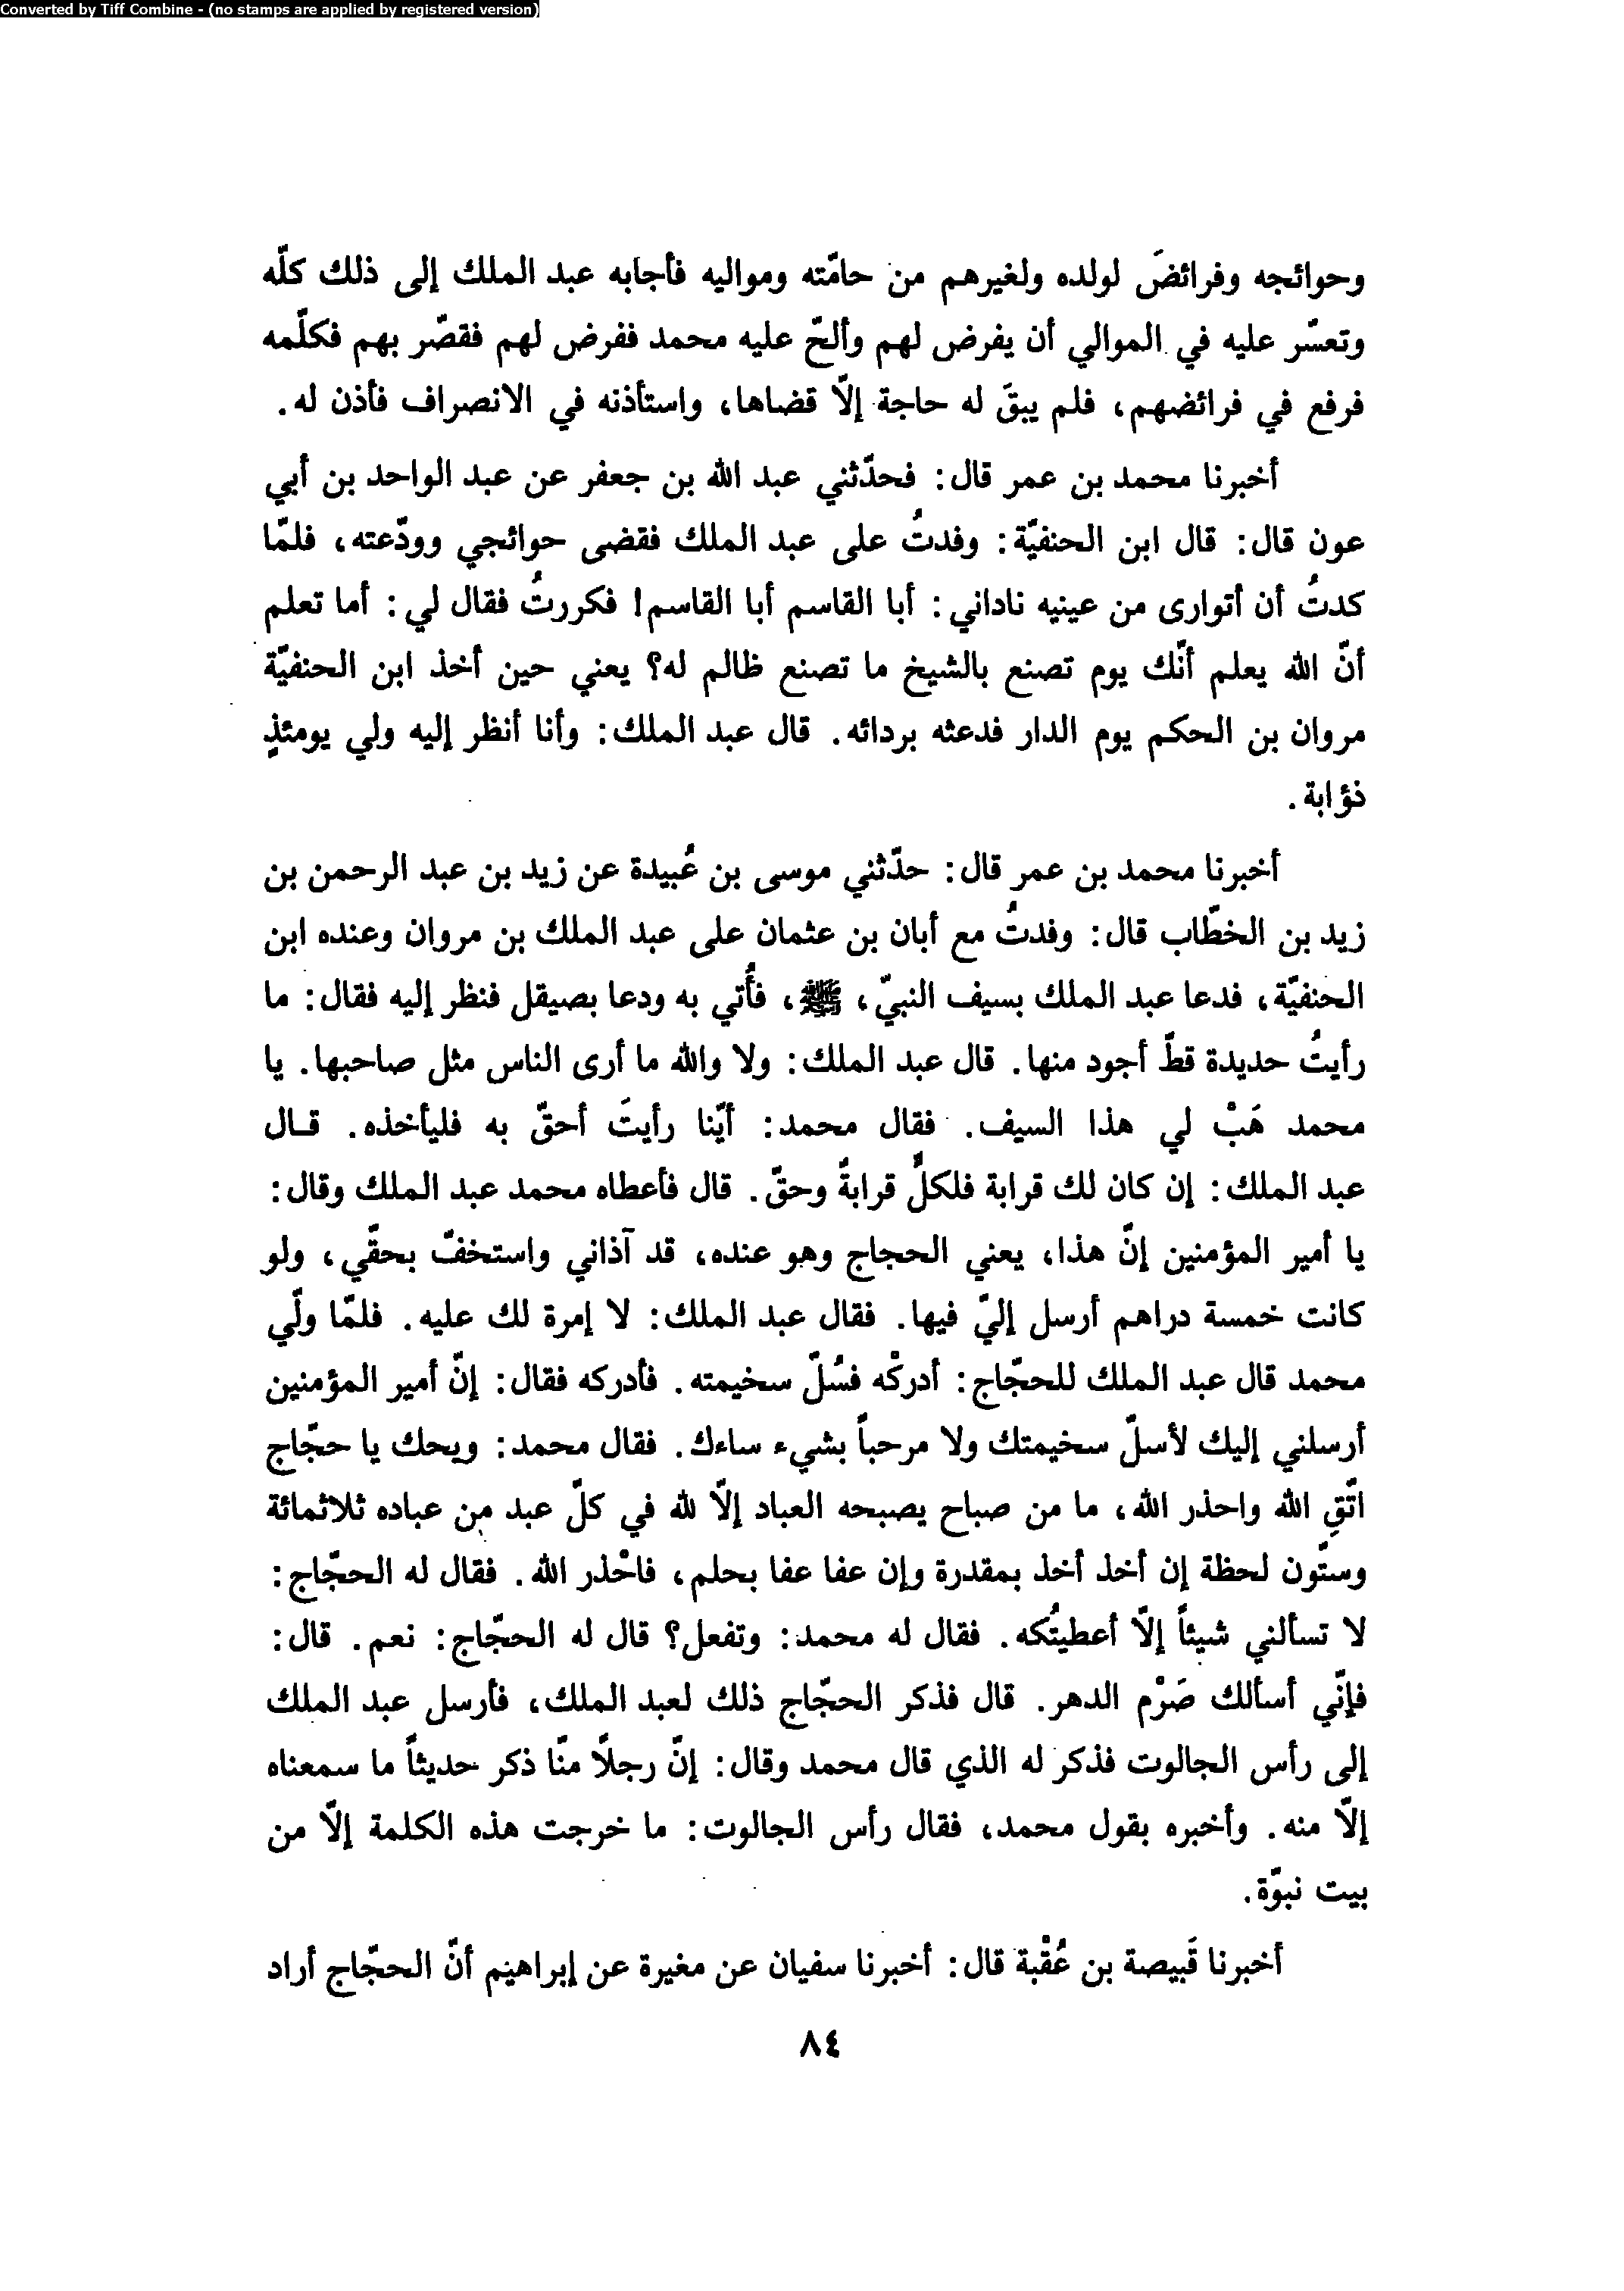 Converted by Tiff Combine - (no stamps are applied by registered version)
وحوائجه وفرائضَ لولده ولغيرهم من حامّته ومواليه فأجابه عبد الملك إلى ذلك كلّه
وتعسّر عليه في الموالي أن يفرض لهم وألحّ عليه محمد ففرض لهم فقصّر بهم فكلّمه
فرفع في فرائضهم، فلم يبقَ له حاجة إلّا قضاها، واستأذنه في الانصراف فأذن له.
أخبرنا محمد بن عمر قال: فحدّثني عبد الله بن جعفر عن عبد الواحد بن أبي
عون قال: قال ابن الحنفيّة: وفدتُ على عبد الملك فقضى حوائجي وودّعته، فلمّا
كدتُ أن أتوارى من عينيه ناداني: أبا القاسم أبا القاسم! فكررتُ فقال لي: أما تعلم
أنّ الله يعلم أنّك يوم تصنع بالشيخ ما تصنع ظالم له؟ يعني حين أخذ ابن الحنفيّة
مروان بن الحكم يوم الدار فدعثه بردائه. قال عبد الملك: وأنا أنظر إليه ولي يومئذٍ
ذؤابة.
أخبرنا محمد بن عمر قال: حدّثني موسى بن عُبيدة عن زيد بن عبد الرحمن بن
زيد بن الخطّاب قال: وفدتُ مع أبان بن عثمان على عبد الملك بن مروان وعنده ابن
الحنفيّة، فدعا عبد الملك بسيف النبيّ، ﷺ، فأُتي به ودعا بصيقل فنظر إليه فقال: ما
رأيتُ حديدة قطّ أجود منها. قال عبد الملك: ولا والله ما أرى الناس مثل صاحبها. يا
محمد هَبْ لي هذا السيف. فقال محمد: أيّنا رأيتَ أحقّ به فليأخذه. قال
عبد الملك: إن كان لك قرابة فلكلٍّ قرابةٌ وحقّ. قال فأعطاه محمد عبد الملك وقال:
يا أمير المؤمنين إنّ هذا، يعني الحجاج وهو عنده، قد آذاني واستخفّ بحقّي، ولو
كانت خمسة دراهم أرسل إليّ فيها. فقال عبد الملك: لا إمرة لك عليه. فلمّا ولّي
محمد قال عبد الملك للحجّاج: أدركْه فسُلّ سخيمته. فأدركه فقال: إنّ أمير المؤمنين
أرسلني إليك لأسلّ سخيمتك ولا مرحباً بشيء ساءك. فقال محمد: ويحك يا حجّاج
اتّقِ الله واحذر الله، ما من صباح يصبحه العباد إلّا لله في كلّ عبد من عباده ثلاثمائة
وستّون لحظة إن أخذ أخذ بمقدرة وإن عفا عفا بحلم، فاحْذر الله. فقال له الحجّاج:
لا تسألني شيئاً إلّا أعطيتُكه. فقال له محمد: وتفعل؟ قال له الحجّاج: نعم. قال:
فإنّي أسألك صَرْم الدهر. قال فذكر الحجّاج ذلك لعبد الملك، فأرسل عبد الملك
إلى رأس الجالوت فذكر له الذي قال محمد وقال: إنّ رجلاً منّا ذكر حديثاً ما سمعناه
إلّا منه. وأخبره بقول محمد، فقال رأس الجالوت: ما خرجت هذه الكلمة إلّا من
بيت نبوّة.
أخبرنا قَبيصة بن عُقْبة قال: أخبرنا سفيان عن مغيرة عن إبراهيم أنّ الحجّاج أراد
٨٤